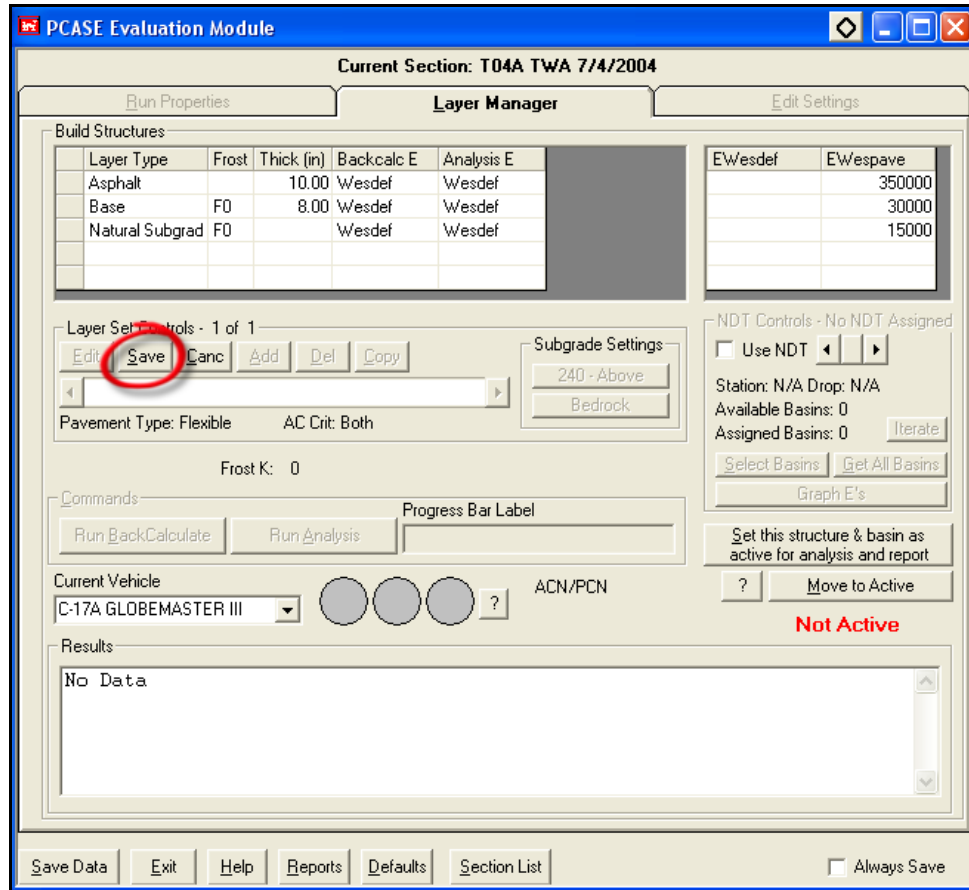 PCASE Evaluation Module
Current Section: T04A TWA 7/4/2004
Run Properties Layer Manager Edit Settings
Build Structures
Layer Type Frost Thick (in) Backcalc E Analysis E EWesdef EWespave
Asphalt 10.00 Wesdef Wesdef 350000
Base F0 8.00 Wesdef Wesdef 30000
Natural Subgrad F0 Wesdef Wesdef 15000
Layer Set Controls - 1 of 1
Edit Save Canc Add Del Copy
Pavement Type: Flexible AC Crit: Both
Subgrade Settings
240 - Above
Bedrock
NDT Controls - No NDT Assigned
Use NDT
Station: N/A Drop: N/A
Available Basins: 0
Assigned Basins: 0 Iterate
Select Basins Get All Basins
Graph E's
Frost K: 0
Commands
Progress Bar Label
Run BackCalculate Run Analysis
Set this structure & basin as
active for analysis and report
Current Vehicle
C-17A GLOBEMASTER III ? ACN/PCN
? Move to Active
Not Active
Results
No Data
Save Data Exit Help Reports Defaults Section List Always Save